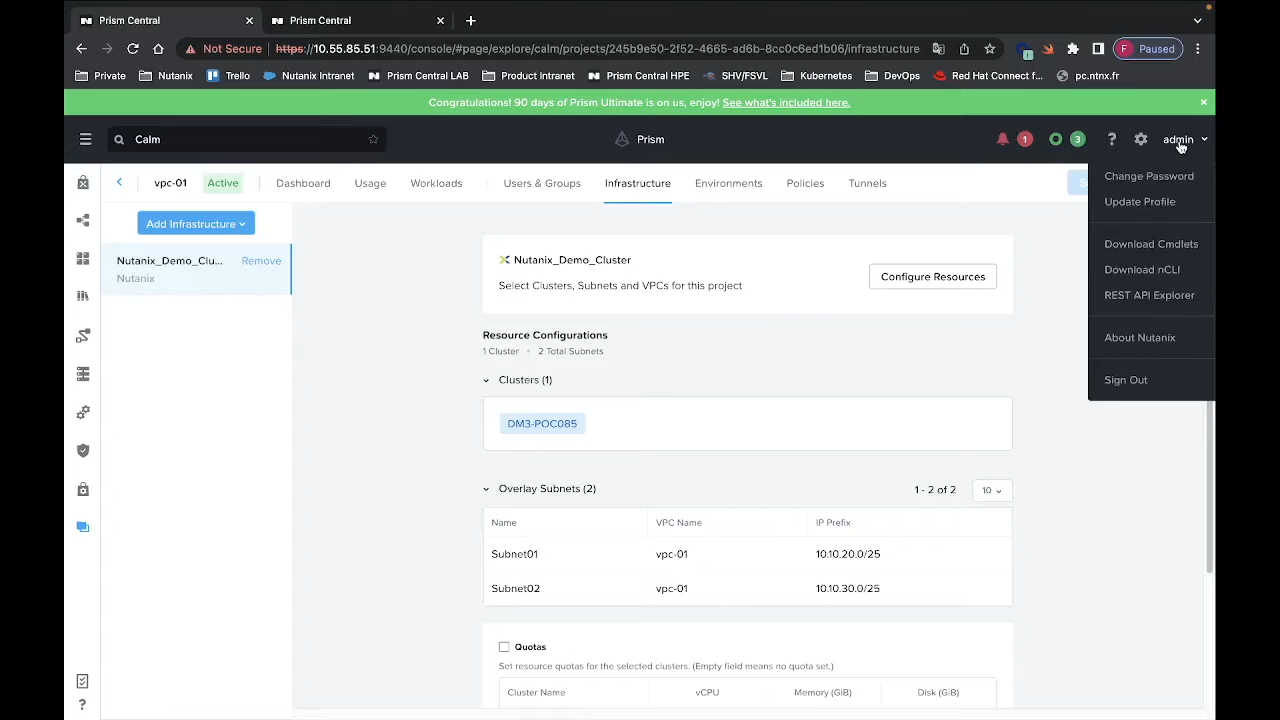 Prism Central
Prism Central
Not Secure https://10.55.85.51:9440/console/#page/explore/calm/projects/245b9e50-2f52-4665-ad6b-8cc0c6ed1b06/infrastructure
F Paused
Private Nutanix Trello Nutanix Intranet Prism Central LAB Product Intranet Prism Central HPE SHV/FSVL Kubernetes DevOps Red Hat Connect f... pc.ntnx.fr
Congratulations! 90 days of Prism Ultimate is on us, enjoy! See what's included here.
Calm
Prism
1
3
?
admin
vpc-01 Active Dashboard Usage Workloads Users & Groups Infrastructure Environments Policies Tunnels
Change Password
Update Profile
Download Cmdlets
Download nCLI
REST API Explorer
About Nutanix
Sign Out
Add Infrastructure
Nutanix_Demo_Clu... Remove
Nutanix
Nutanix_Demo_Cluster
Select Clusters, Subnets and VPCs for this project
Configure Resources
Resource Configurations
1 Cluster 2 Total Subnets
Clusters (1)
DM3-POC085
Overlay Subnets (2)
1 - 2 of 2 10
Name VPC Name IP Prefix
Subnet01 vpc-01 10.10.20.0/25
Subnet02 vpc-01 10.10.30.0/25
Quotas
Set resource quotas for the selected clusters. (Empty field means no quota set.)
Cluster Name vCPU Memory (GiB) Disk (GiB)
?